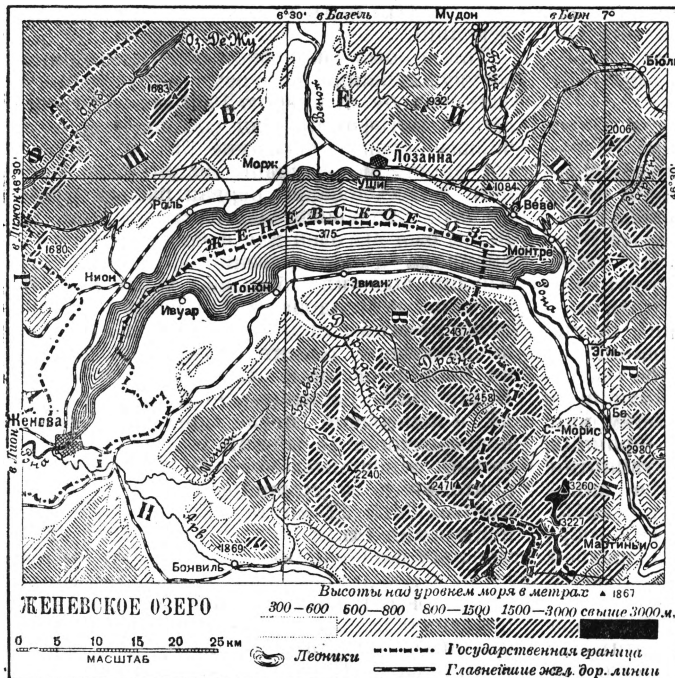 6°30' в Базель Мудон в Берн 7°
Оз. Де Жу
1683
932
Бюль
2006
Морж
Лозанна
Уши
1084
46°30'
46°30'
Роль
Веве
ЖЕНЕВСКОЕ ОЗ.
375
Монтре
1680
Нион
Тонон
Эвиан
Рона
Ивуар
Эгль
2437
Дранс
Женева
2458
Бе
С.-Морис
2980
в Лион
2240
2471
3260
3227
Арв
Мартиньи
Бонвиль
1869
Высоты над уровнем моря в метрах ▲ 1867
ЖЕНЕВСКОЕ ОЗЕРО
300—600 600—800 800—1500 1500—3000 свыше 3000 м.
0 5 10 15 20 25 км
МАСШТАБ
Ледники
Государственная граница
Главнейшие жел. дор. линии